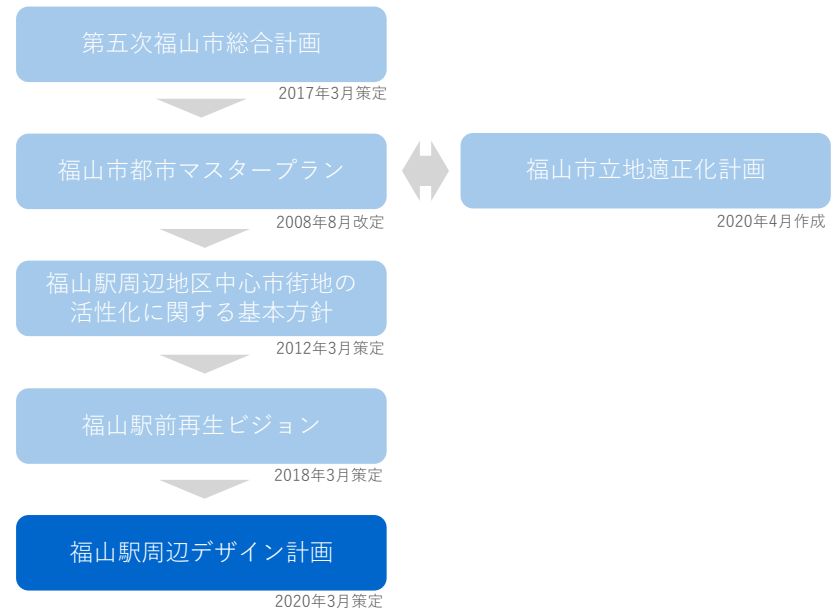 第五次福山市総合計画
2017年3月策定
福山市都市マスタープラン
2008年8月改定
福山市立地適正化計画
2020年4月作成
福山駅周辺地区中心市街地の
活性化に関する基本方針
2012年3月策定
福山駅前再生ビジョン
2018年3月策定
福山駅周辺デザイン計画
2020年3月策定